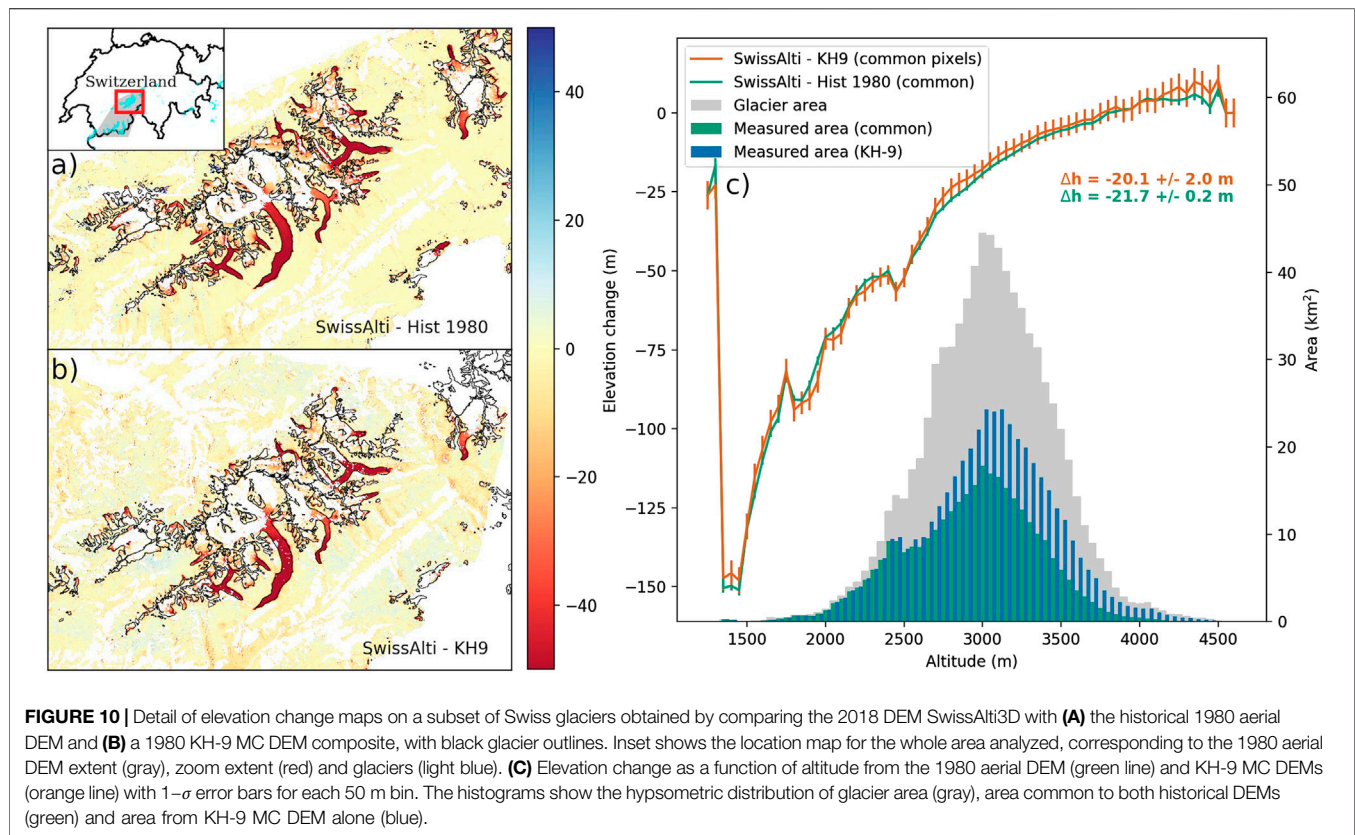 Switzerland
a)
SwissAlti - Hist 1980
b)
SwissAlti - KH9
40
20
0
−20
−40
Elevation change (m)
0
−25
−50
−75
−100
−125
−150
SwissAlti - KH9 (common pixels)
SwissAlti - Hist 1980 (common)
Glacier area
Measured area (common)
Measured area (KH-9)
c)
Δh = -20.1 +/- 2.0 m
Δh = -21.7 +/- 0.2 m
60
50
40
30
20
10
0
Area (km²)
1500 2000 2500 3000 3500 4000 4500
Altitude (m)
FIGURE 10 | Detail of elevation change maps on a subset of Swiss glaciers obtained by comparing the 2018 DEM SwissAlti3D with (A) the historical 1980 aerial
DEM and (B) a 1980 KH-9 MC DEM composite, with black glacier outlines. Inset shows the location map for the whole area analyzed, corresponding to the 1980 aerial
DEM extent (gray), zoom extent (red) and glaciers (light blue). (C) Elevation change as a function of altitude from the 1980 aerial DEM (green line) and KH-9 MC DEMs
(orange line) with 1−σ error bars for each 50 m bin. The histograms show the hypsometric distribution of glacier area (gray), area common to both historical DEMs
(green) and area from KH-9 MC DEM alone (blue).